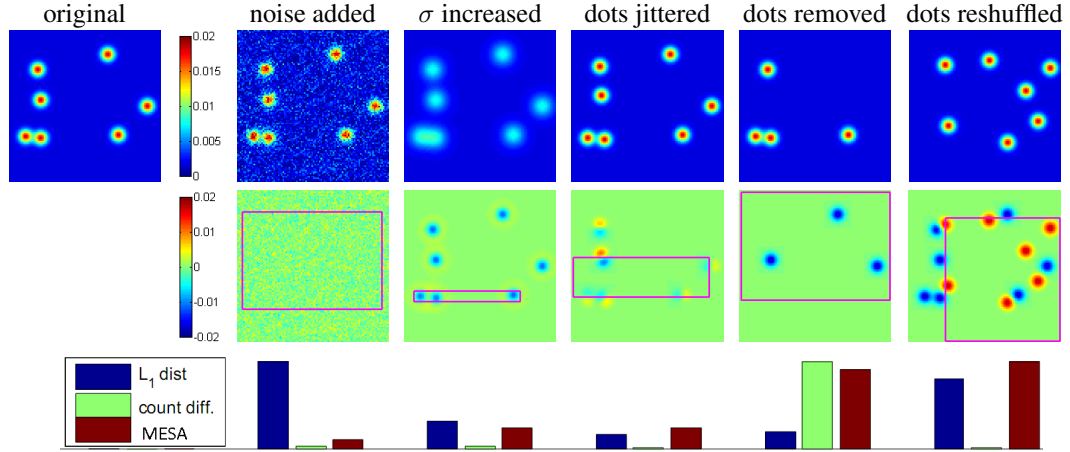 original noise added σ increased dots jittered dots removed dots reshuffled
0.02
0.015
0.01
0.005
0
0.02
0.01
0
-0.01
-0.02
L1 dist
count diff.
MESA